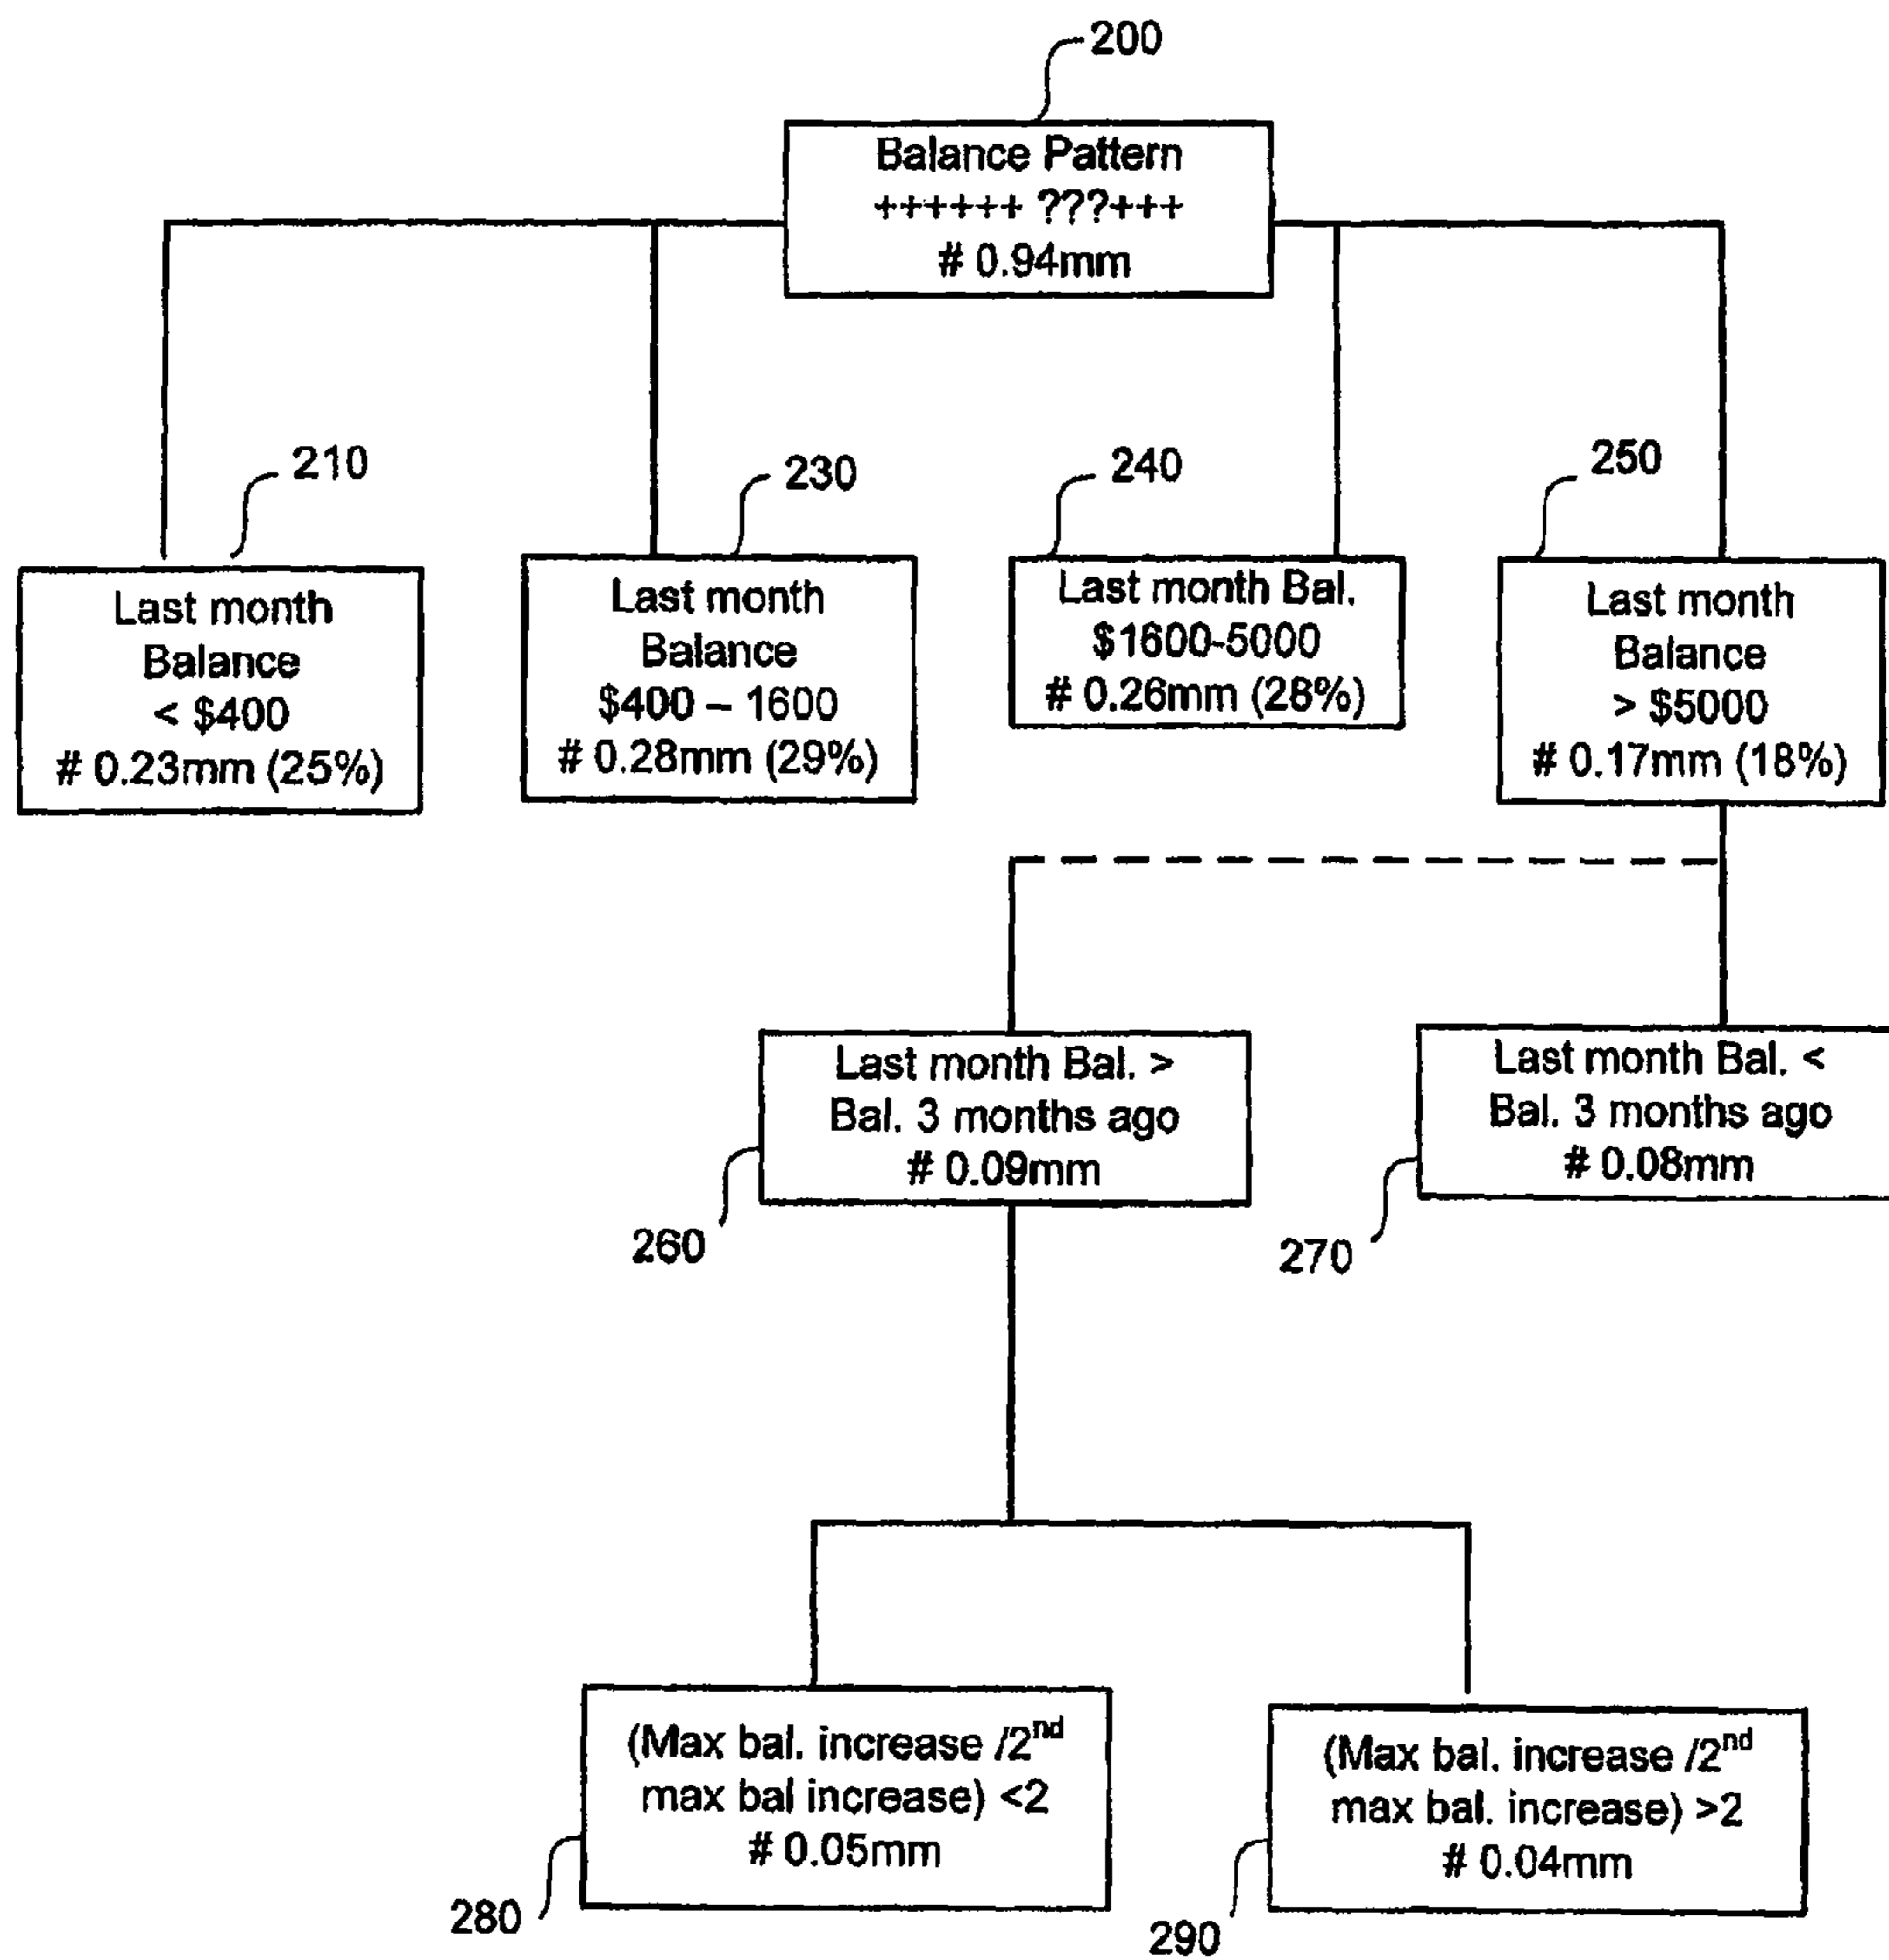 200
Balance Pattern
++++++ ???+++
# 0.94mm
210
230
240
250
Last month
Balance
< $400
# 0.23mm (25%)
Last month
Balance
$400 – 1600
# 0.28mm (29%)
Last month Bal.
$1600-5000
# 0.26mm (28%)
Last month
Balance
> $5000
# 0.17mm (18%)
Last month Bal. >
Bal. 3 months ago
# 0.09mm
260
Last month Bal. <
Bal. 3 months ago
# 0.08mm
270
(Max bal. increase /2nd
max bal increase) <2
# 0.05mm
280
(Max bal. increase /2nd
max bal. increase) >2
# 0.04mm
290